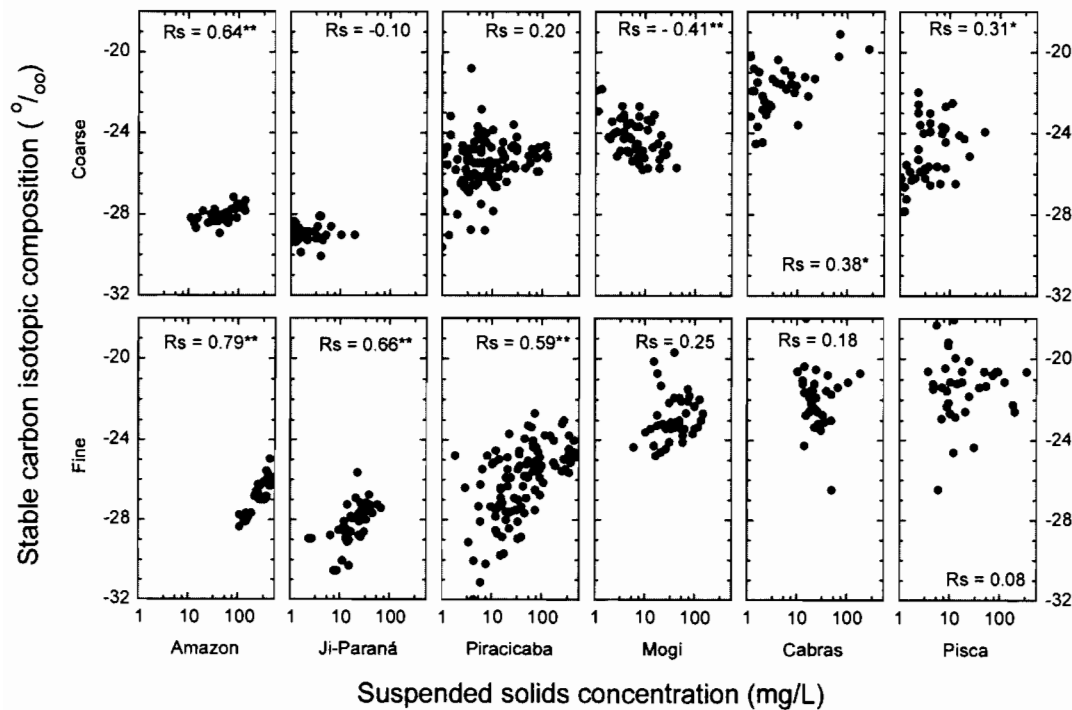 Rs = 0.64** Rs = -0.10 Rs = 0.20 Rs = - 0.41** Rs = 0.31*
-20 -20
-24 -24
-28 -28
Rs = 0.38*
-32 -32
Rs = 0.79** Rs = 0.66** Rs = 0.59** Rs = 0.25 Rs = 0.18
-20 -20
-24 -24
-28 -28
Rs = 0.08
-32 -32
Stable carbon isotopic composition ( o/oo)
Coarse
Fine
1 10 100 1 10 100 1 10 100 1 10 100 1 10 100 1 10 100
Amazon Ji-Paraná Piracicaba Mogi Cabras Pisca
Suspended solids concentration (mg/L)